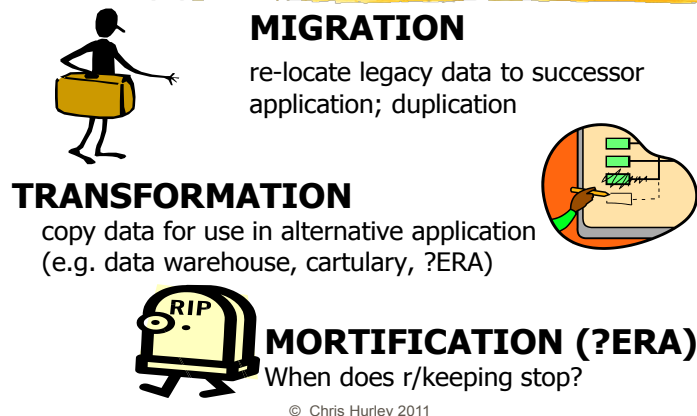 MIGRATION
re-locate legacy data to successor
application; duplication
TRANSFORMATION
copy data for use in alternative application
(e.g. data warehouse, cartulary, ?ERA)
RIP
MORTIFICATION (?ERA)
When does r/keeping stop?
© Chris Hurley 2011